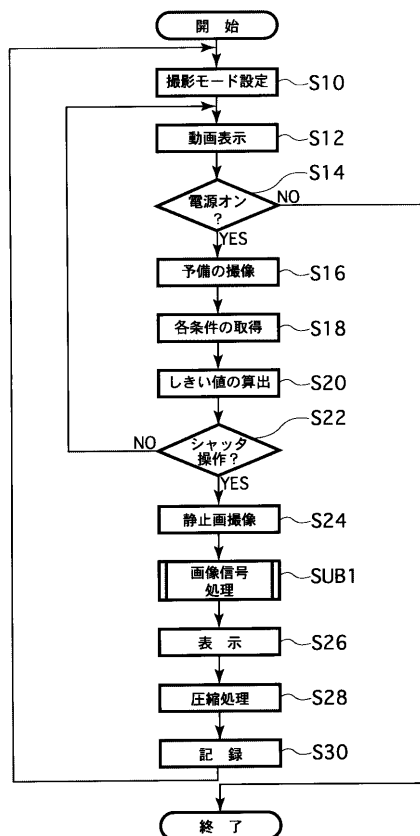 開 始
撮影モード設定
S10
動画表示
S12
電源オン
?
S14
NO
YES
予備の撮像
S16
各条件の取得
S18
しきい値の算出
S20
シャッタ
操作?
S22
NO
YES
静止画撮像
S24
画像信号
処理
SUB1
表 示
S26
圧縮処理
S28
記 録
S30
終 了